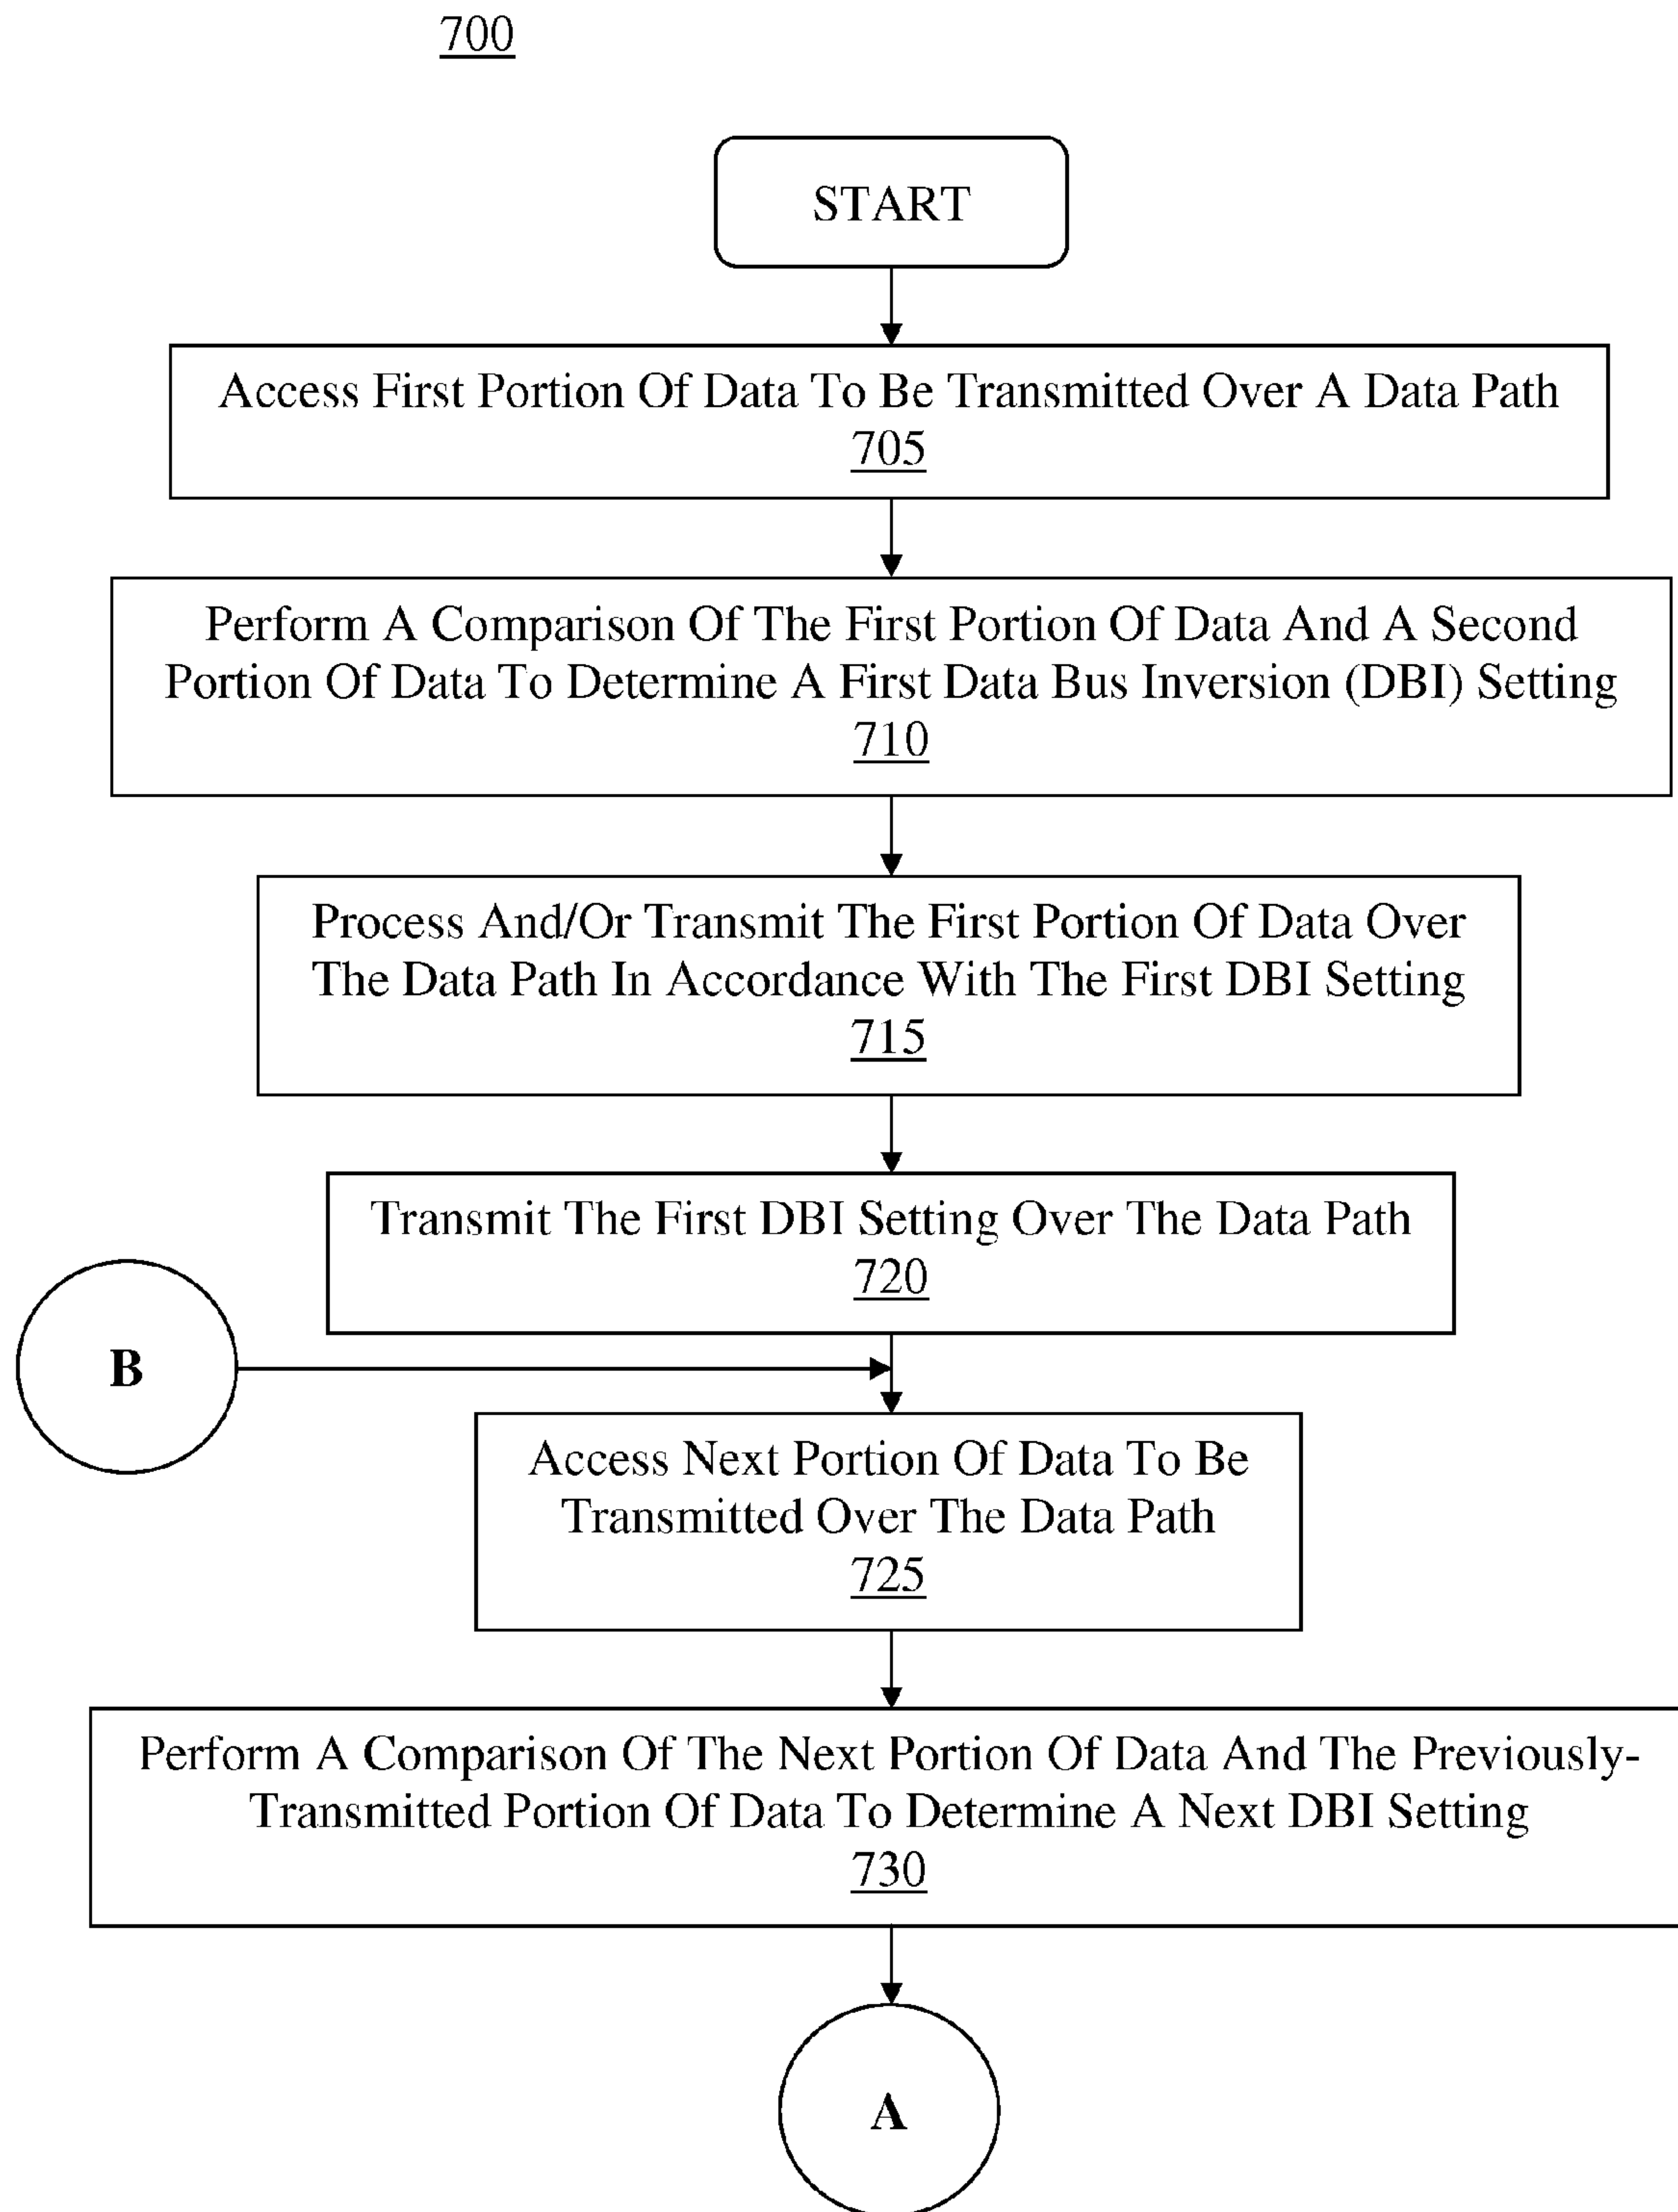 700
START
Access First Portion Of Data To Be Transmitted Over A Data Path
705
Perform A Comparison Of The First Portion Of Data And A Second
Portion Of Data To Determine A First Data Bus Inversion (DBI) Setting
710
Process And/Or Transmit The First Portion Of Data Over
The Data Path In Accordance With The First DBI Setting
715
Transmit The First DBI Setting Over The Data Path
720
B
Access Next Portion Of Data To Be
Transmitted Over The Data Path
725
Perform A Comparison Of The Next Portion Of Data And The Previously-
Transmitted Portion Of Data To Determine A Next DBI Setting
730
A